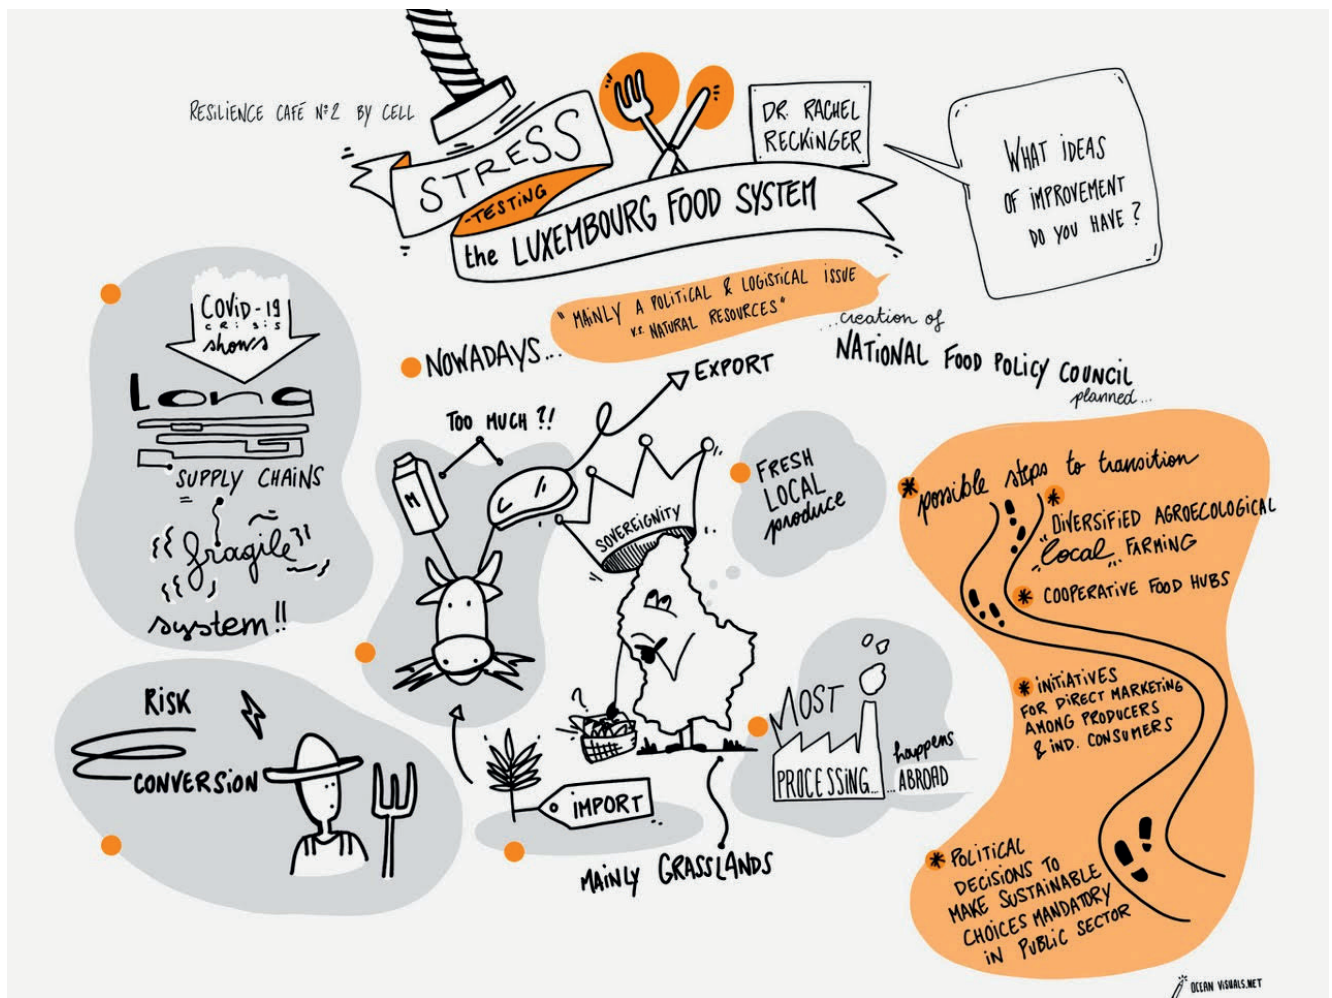 RESILIENCE CAFÉ Nº2 BY CELL
STRESS
-TESTING
the LUXEMBOURG FOOD SYSTEM
DR. RACHEL
RECKINGER
WHAT IDEAS
OF IMPROVEMENT
DO YOU HAVE?
"MAINLY A POLITICAL & LOGISTICAL ISSUE
V.S. NATURAL RESOURCES"
...creation of
NATIONAL FOOD POLICY COUNCIL
planned...
COVID-19
CRISIS
shows
LONG
SUPPLY CHAINS
fragile
system!!
NOWADAYS...
EXPORT
TOO MUCH?!
M
SOVEREIGNITY
FRESH
LOCAL
produce
RISK
CONVERSION
?
IMPORT
MAINLY GRASSLANDS
MOST
PROCESSING...
happens
...ABROAD
* possible steps to transition
* DIVERSIFIED AGROECOLOGICAL
"local" FARMING
* COOPERATIVE FOOD HUBS
* INITIATIVES
FOR DIRECT MARKETING
AMONG PRODUCERS
& IND. CONSUMERS
* POLITICAL
DECISIONS TO
MAKE SUSTAINABLE
CHOICES MANDATORY
IN PUBLIC SECTOR
OCEAN VISUALS.NET